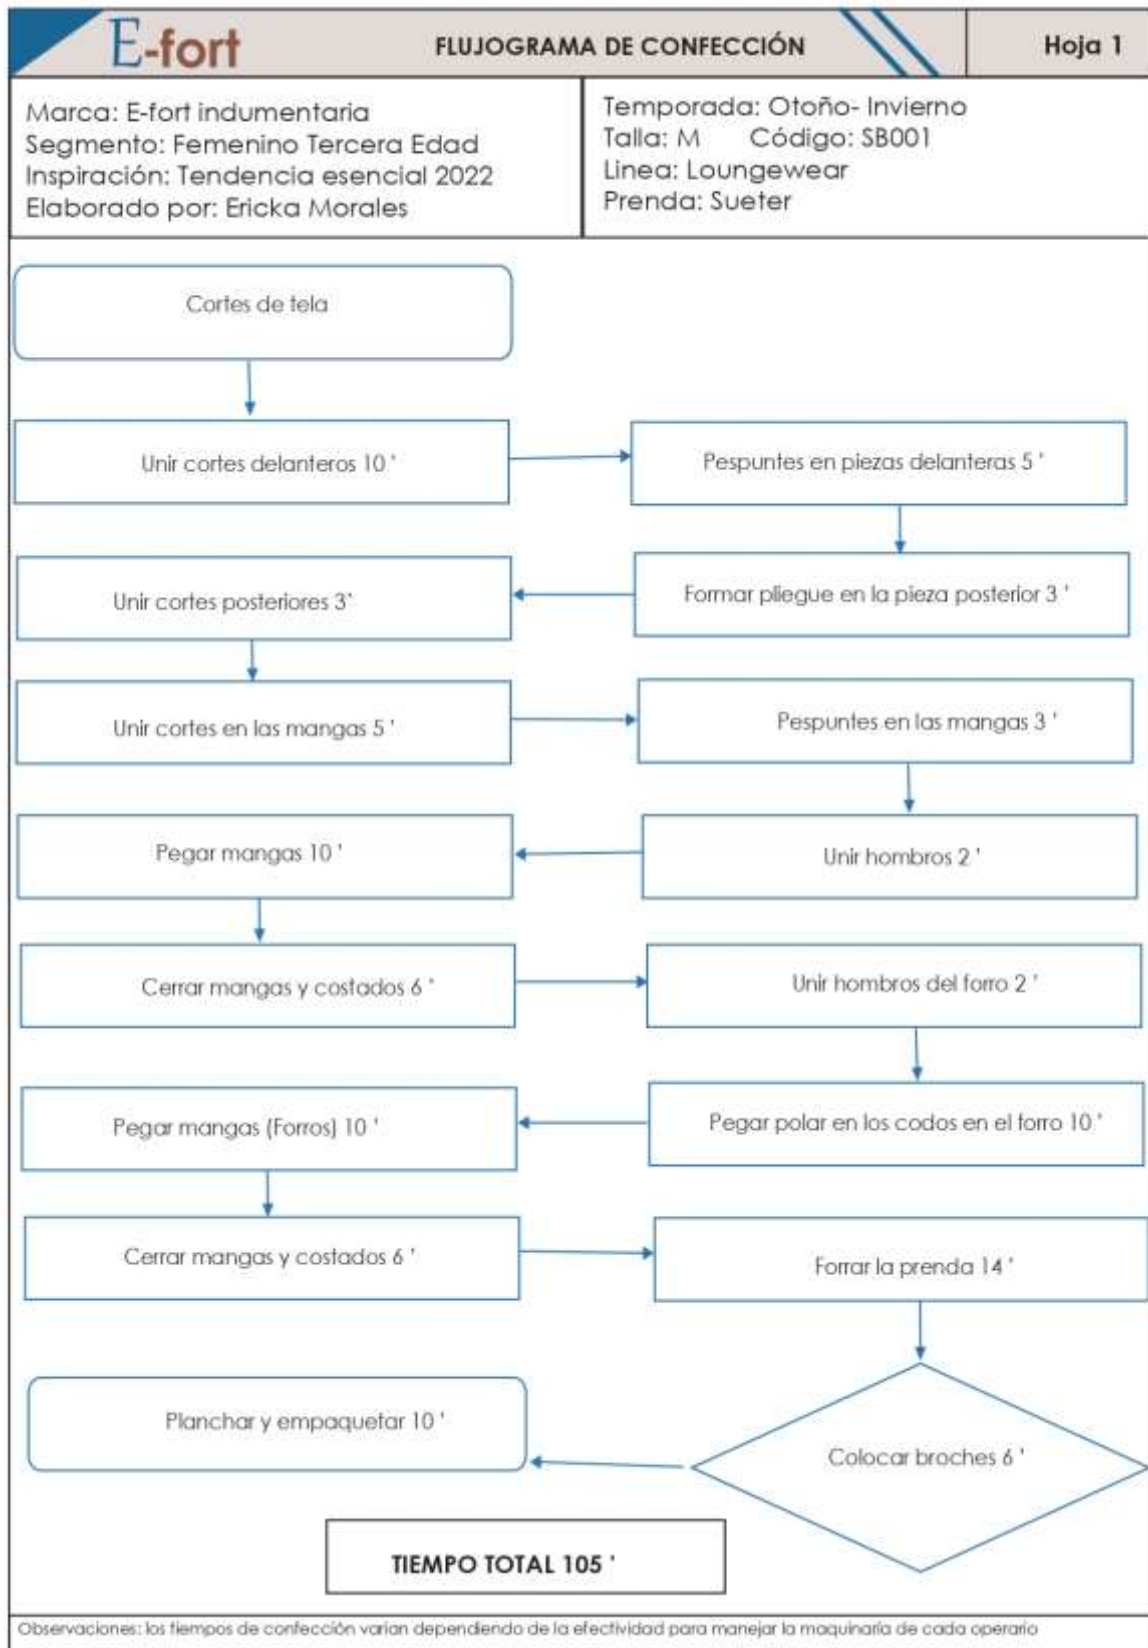 E-fort
FLUJOGRAMA DE CONFECCIÓN
Hoja 1
Marca: E-fort indumentaria
Segmento: Femenino Tercera Edad
Inspiración: Tendencia esencial 2022
Elaborado por: Ericka Morales
Temporada: Otoño- Invierno
Talla: M Código: SB001
Linea: Loungewear
Prenda: Sueter
Cortes de tela
Unir cortes delanteros 10 '
Pespuntes en piezas delanteras 5 '
Formar pliegue en la pieza posterior 3 '
Unir cortes posteriores 3'
Unir cortes en las mangas 5 '
Pespuntes en las mangas 3 '
Unir hombros 2 '
Pegar mangas 10 '
Cerrar mangas y costados 6 '
Unir hombros del forro 2 '
Pegar polar en los codos en el forro 10 '
Pegar mangas (Forros) 10 '
Cerrar mangas y costados 6 '
Forrar la prenda 14 '
Colocar broches 6 '
Planchar y empaquetar 10 '
TIEMPO TOTAL 105 '
Observaciones: los tiempos de confección varian dependiendo de la efectividad para manejar la maquinaría de cada operario